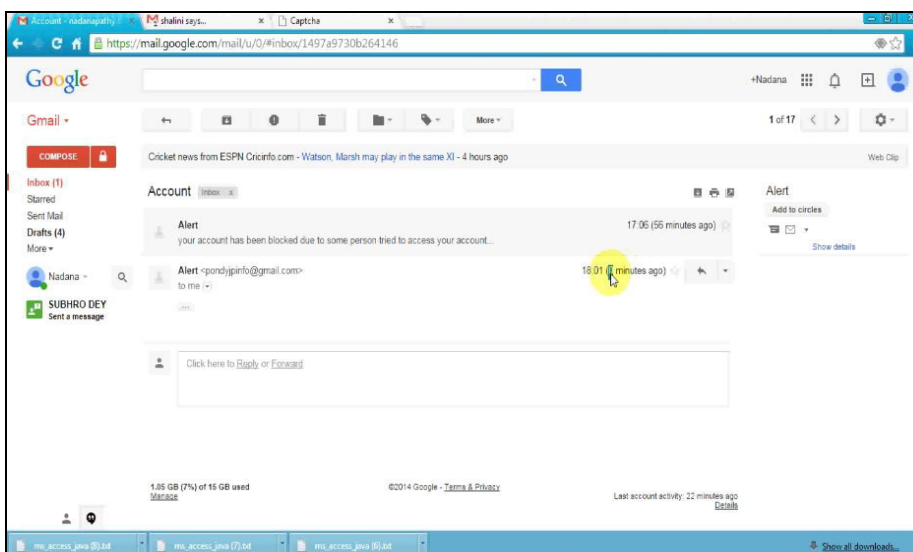 Account - nadanapathy
shalini says...
Captcha
https://mail.google.com/mail/u/0/#inbox/1497a9730b264146
Google
+Nadana
Gmail
More
1 of 17
COMPOSE
Cricket news from ESPN Cricinfo.com - Watson, Marsh may play in the same XI - 4 hours ago
Web Clip
Inbox (1)
Starred
Sent Mail
Drafts (4)
More
Nadana
SUBHRO DEY
Sent a message
Account
Inbox x
Alert
17:06 (56 minutes ago)
your account has been blocked due to some person tried to access your account...
Alert <pondyjpinfo@gmail.com>
18:01 ( minutes ago)
to me
...
Click here to Reply or Forward
Alert
Add to circles
Show details
1.05 GB (7%) of 15 GB used
Manage
©2014 Google - Terms & Privacy
Last account activity: 22 minutes ago
Details
ms_access_java (8).txt
ms_access_java (7).txt
ms_access_java (6).txt
Show all downloads...